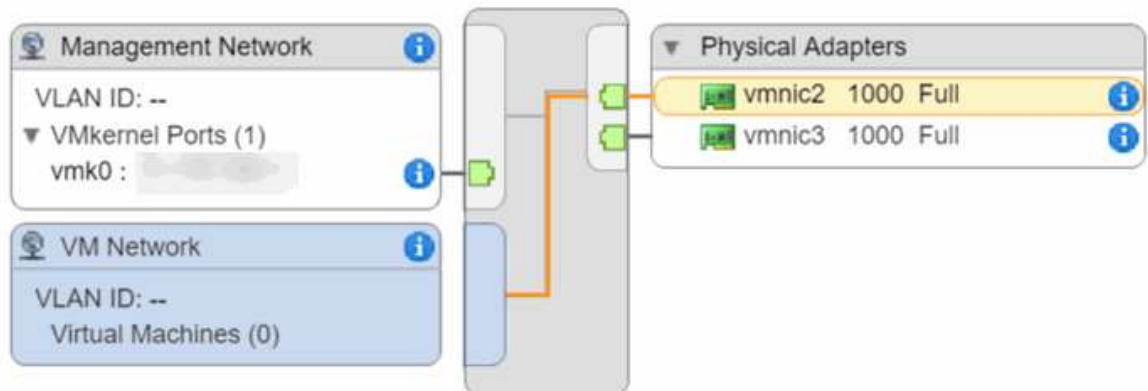 Management Network
VLAN ID: --
VMkernel Ports (1)
vmk0 :
VM Network
VLAN ID: --
Virtual Machines (0)
Physical Adapters
vmnic2 1000 Full
vmnic3 1000 Full